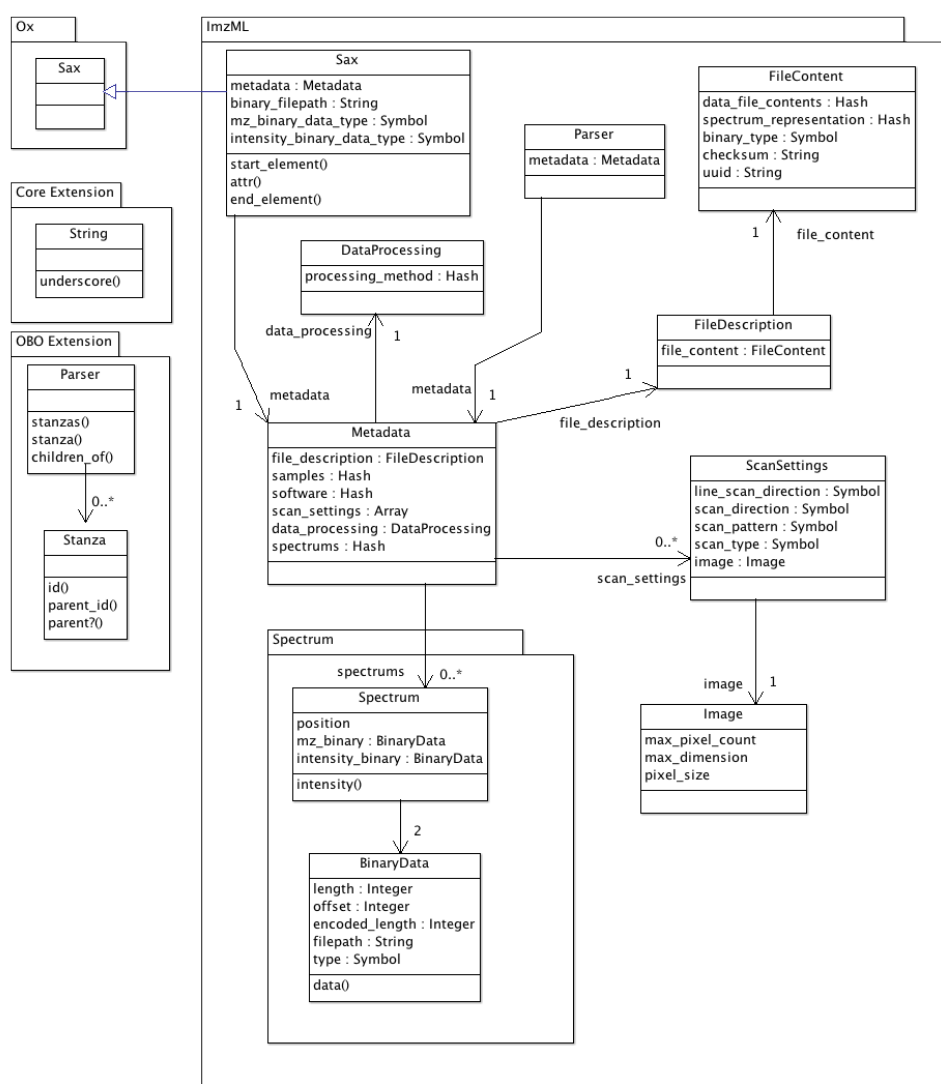 Ox
Sax
Core Extension
String
underscore()
OBO Extension
Parser
stanzas()
stanza()
children_of()
0..*
Stanza
id()
parent_id()
parent?()
ImzML
Sax
metadata : Metadata
binary_filepath : String
mz_binary_data_type : Symbol
intensity_binary_data_type : Symbol
start_element()
attr()
end_element()
Parser
metadata : Metadata
FileContent
data_file_contents : Hash
spectrum_representation : Hash
binary_type : Symbol
checksum : String
uuid : String
1
file_content
DataProcessing
processing_method : Hash
data_processing
1
FileDescription
file_content : FileContent
1
metadata
1
metadata
1
file_description
1
Metadata
file_description : FileDescription
samples : Hash
software : Hash
scan_settings : Array
data_processing : DataProcessing
spectrums : Hash
0..*
scan_settings
ScanSettings
line_scan_direction : Symbol
scan_direction : Symbol
scan_pattern : Symbol
scan_type : Symbol
image : Image
image
1
Image
max_pixel_count
max_dimension
pixel_size
Spectrum
spectrums
0..*
Spectrum
position
mz_binary : BinaryData
intensity_binary : BinaryData
intensity()
2
BinaryData
length : Integer
offset : Integer
encoded_length : Integer
filepath : String
type : Symbol
data()